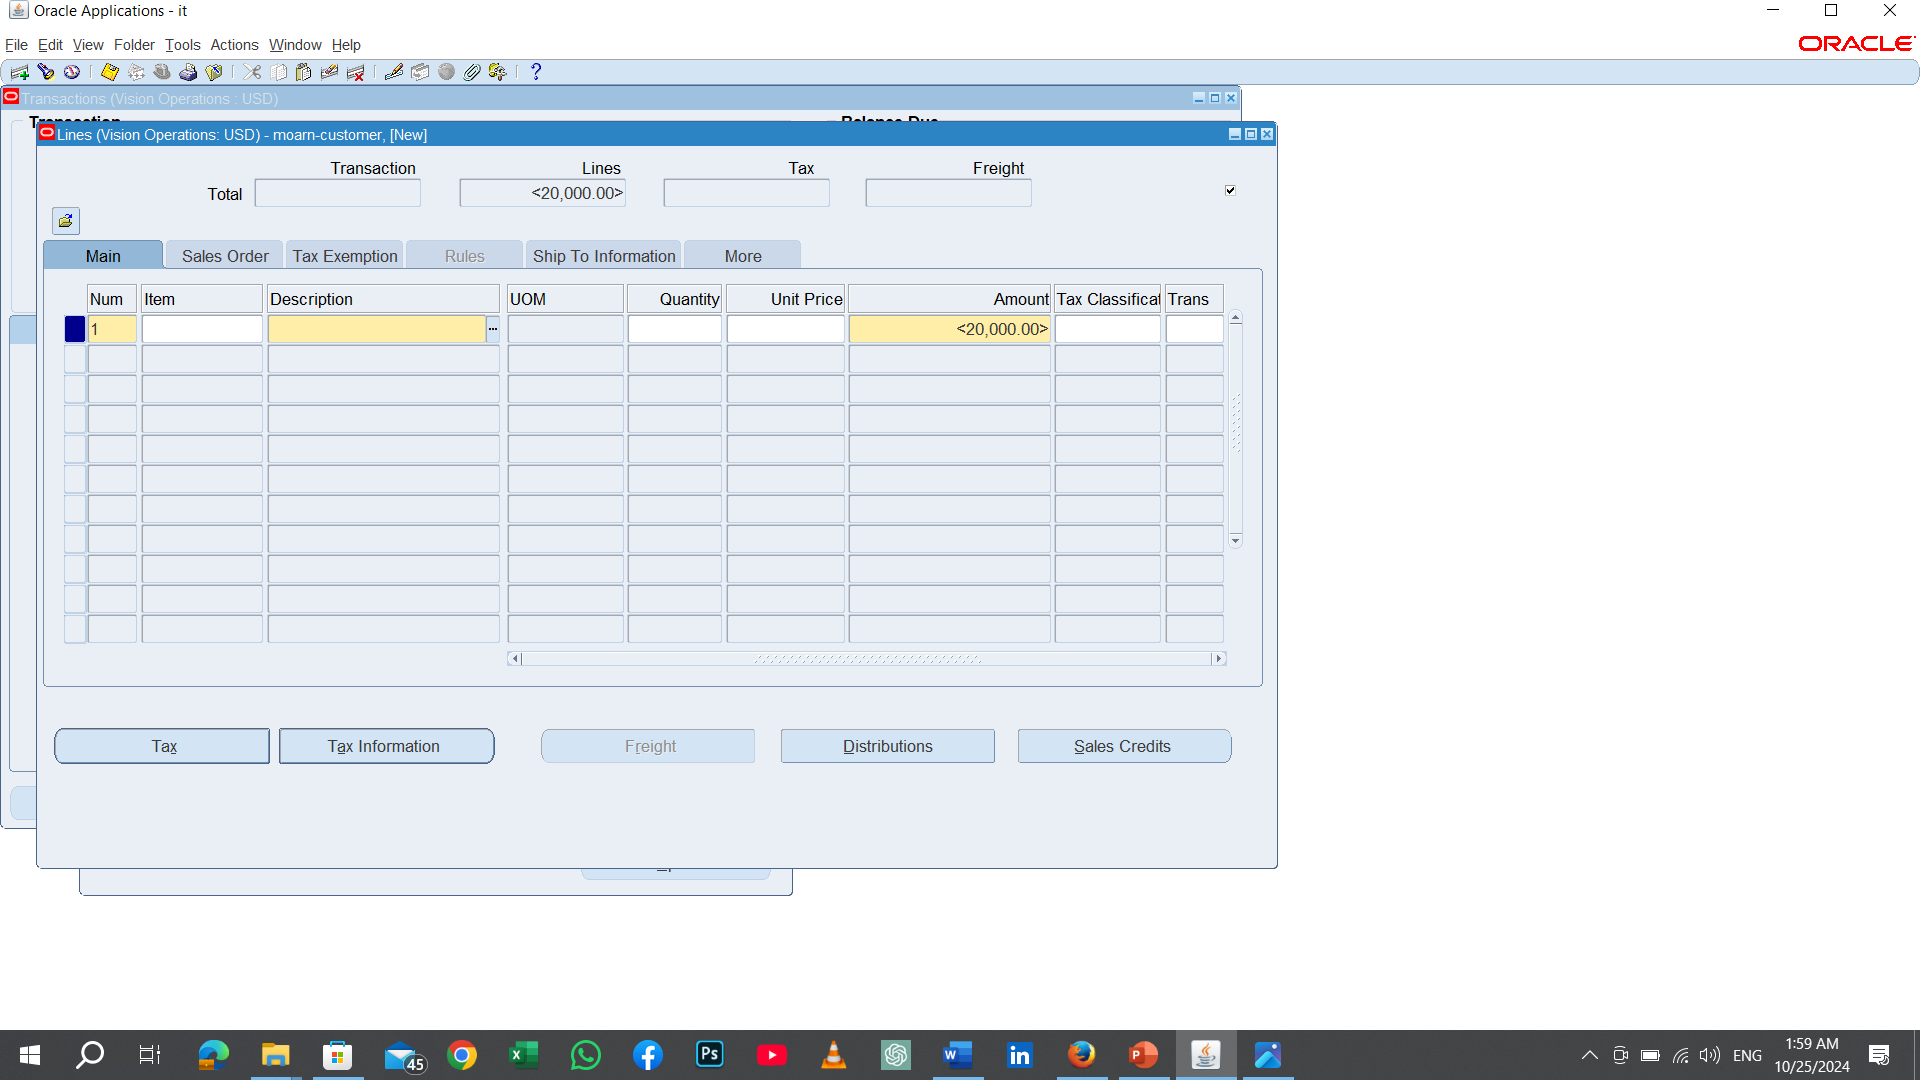 Oracle Applications - it
File Edit View Folder Tools Actions Window Help
ORACLE
Transactions (Vision Operations : USD)
Transaction Balance Due
Lines (Vision Operations: USD) - moarn-customer, [New]
Transaction Lines Tax Freight
Total <20,000.00>
Main Sales Order Tax Exemption Rules Ship To Information More
Num Item Description UOM Quantity Unit Price Amount Tax Classificat Trans
1 <20,000.00>
Tax Tax Information Freight Distributions Sales Credits
45 Ps ENG
1:59 AM
10/25/2024